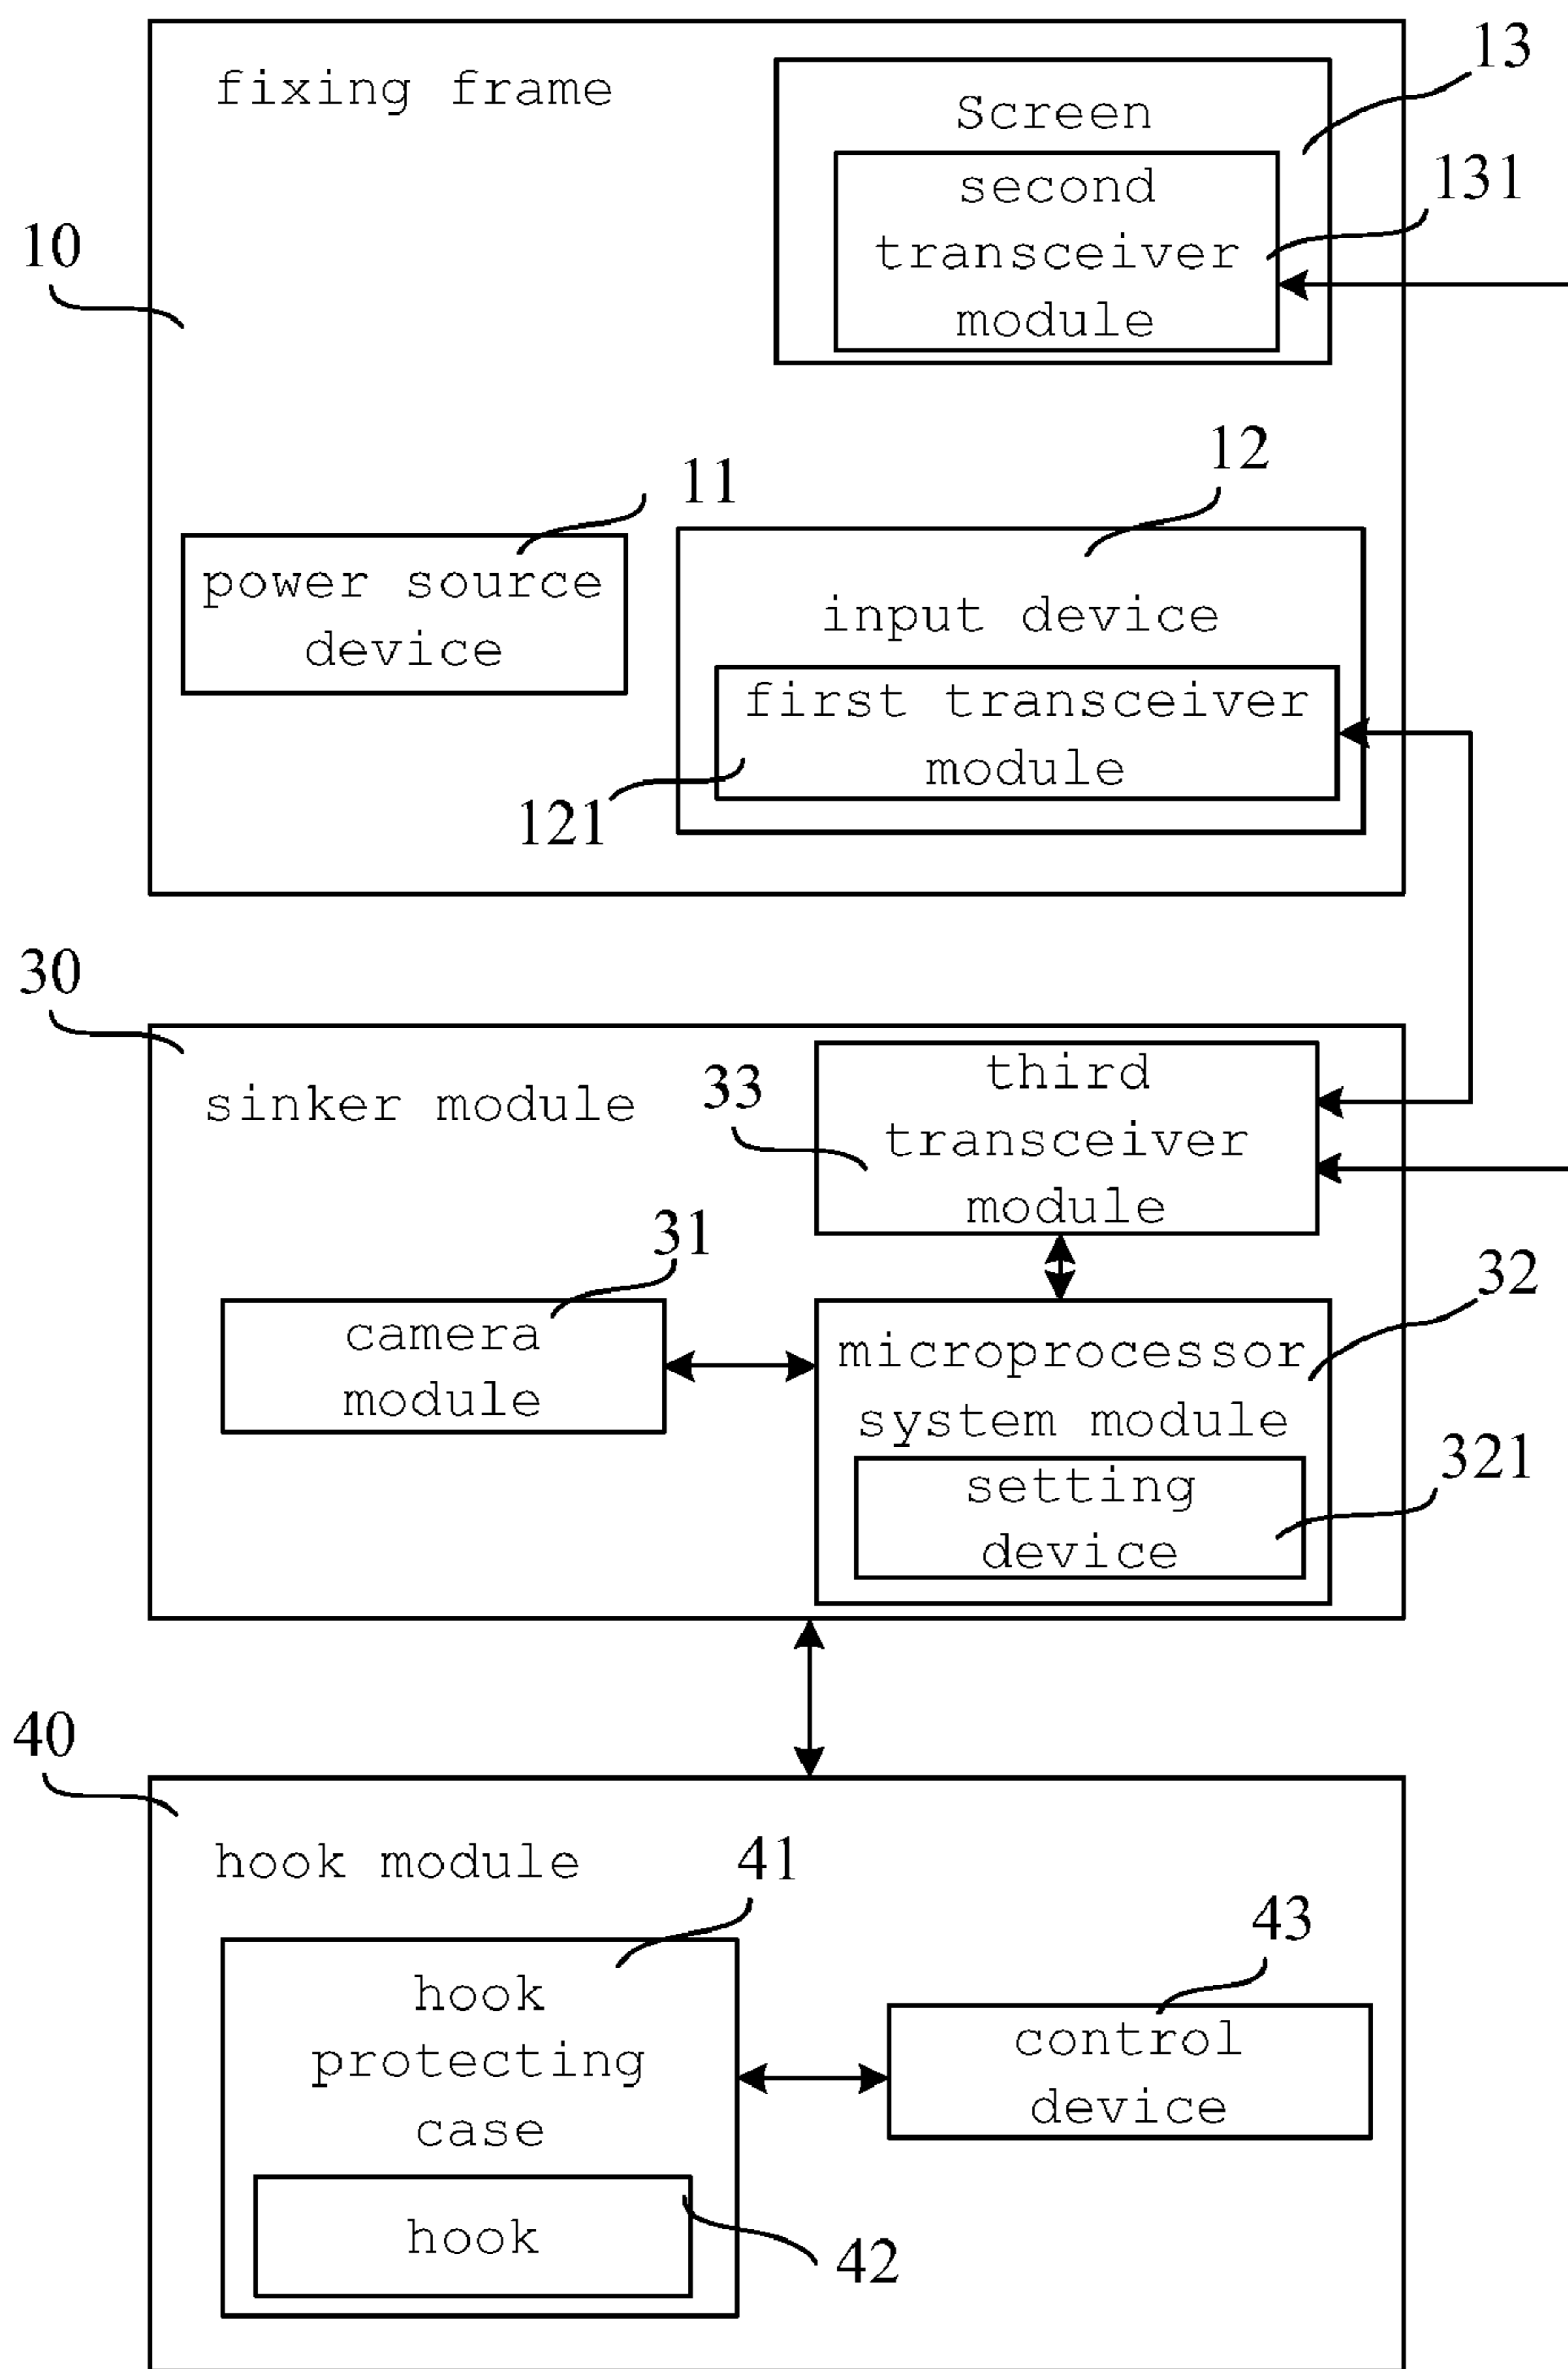 13
fixing frame
Screen
second
transceiver
module
131
10
12
11
power source
device
input device
first transceiver
module
121
30
sinker module
33
third
transceiver
module
31
camera
module
32
microprocessor
system module
321
setting
device
40
hook module
41
43
hook
protecting
case
control
device
hook
42